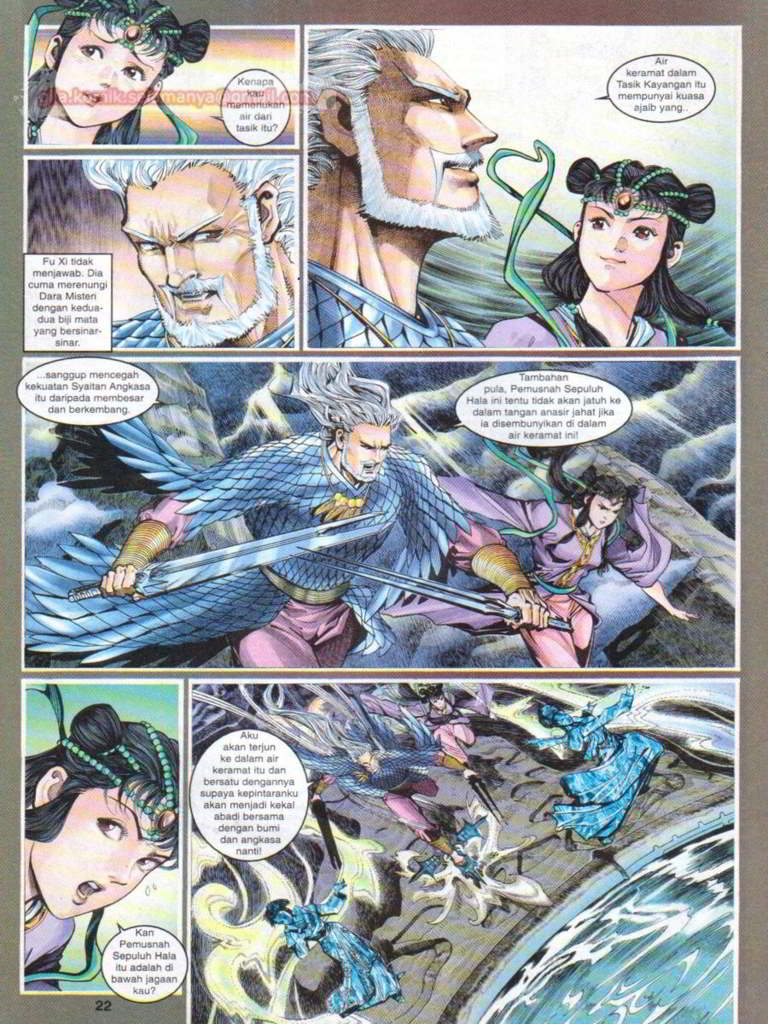 Kenapa
kau
memerlukan
air dari
tasik itu?
Air
keramat dalam
Tasik Kayangan itu
mempunyai kuasa
ajaib yang..
Fu Xi tidak
menjawab. Dia
cuma merenungi
Dara Misteri
dengan kedua-
dua biji mata
yang bersinar-
sinar.
...sanggup mencegah
kekuatan Syaitan Angkasa
itu daripada membesar
dan berkembang.
Tambahan
pula, Pemusnah Sepuluh
Hala ini tentu tidak akan jatuh ke
dalam tangan anasir jahat jika
ia disembunyikan di dalam
air keramat ini!
Kan
Pemusnah
Sepuluh Hala
itu adalah di
bawah jagaan
kau?
Aku
akan terjun
ke dalam air
keramat itu dan
bersatu dengannya
supaya kepintaranku
akan menjadi kekal
abadi bersama
dengan bumi
dan angkasa
nanti!
22